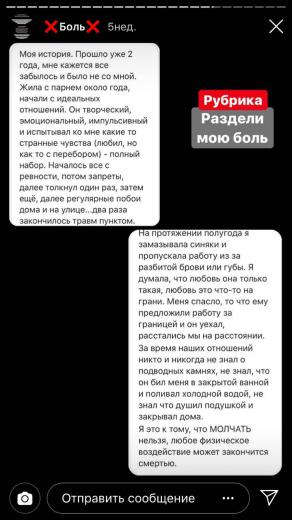 ❌Боль❌ 5нед.
Моя история. Прошло уже 2
года, мне кажется все
забылось и было не со мной.
Жила с парнем около года,
начали с идеальных
отношений. Он творческий,
эмоциональный, импульсивный
и испытывал ко мне какие то
странные чувства (любил, но
как то с перебором) - полный
набор. Началось все с
ревности, потом запреты,
далее толкнул один раз, затем
ещё, далее регулярные побои
дома и на улице...два раза
закончилось травм пунктом.
Рубрика
Раздели
мою боль
На протяжении полугода я
замазывала синяки и
пропускала работу из за
разбитой брови или губы. Я
думала, что любовь она только
такая, любовь это что-то на
грани. Меня спасло, то что ему
предложили работу за
границей и он уехал,
расстались мы на расстоянии.
За время наших отношений
никто и никогда не знал о
подводных камнях, не знал, что
он бил меня в закрытой ванной
и поливал холодной водой, не
знал что душил подушкой и
закрывал дома.
Я это к тому, что МОЛЧАТЬ
нельзя, любое физическое
воздействие может закончится
смертью.
Отправить сообщение